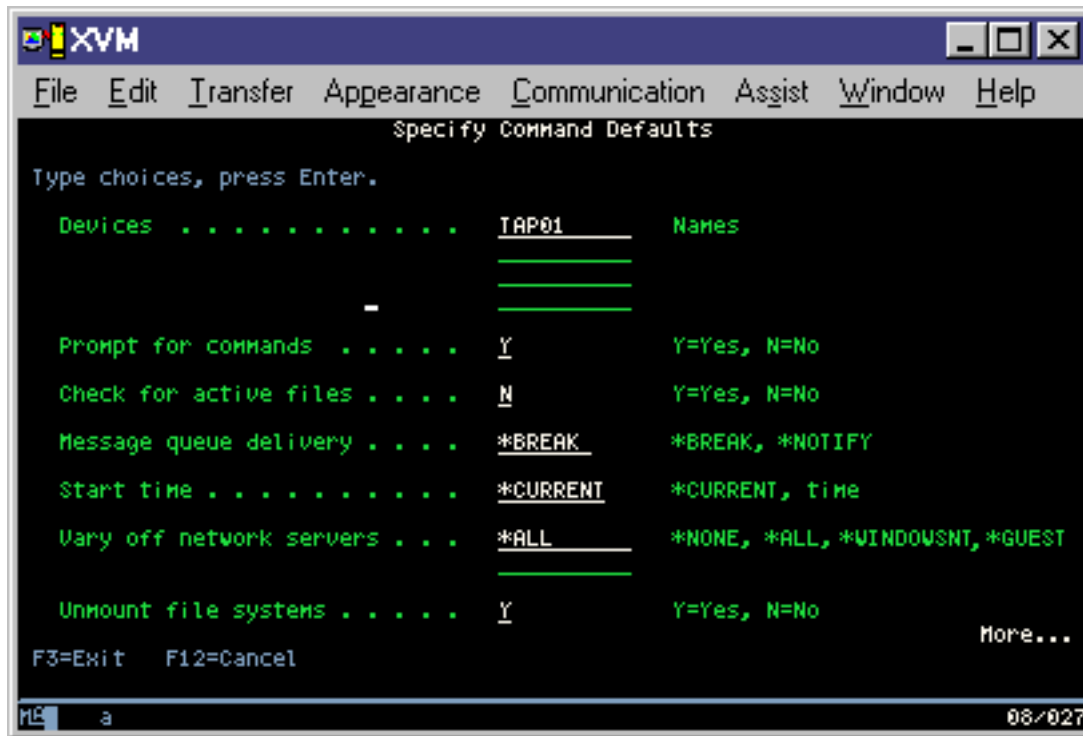 XVM
File Edit Transfer Appearance Communication Assist Window Help
Specify Command Defaults
Type choices, press Enter.
Devices . . . . . . . . . . . TAP01 Names
Prompt for commands . . . . . Y Y=Yes, N=No
Check for active files . . . . N Y=Yes, N=No
Message queue delivery . . . . *BREAK *BREAK, *NOTIFY
Start time . . . . . . . . . . *CURRENT *CURRENT, time
Vary off network servers . . . *ALL *NONE, *ALL, *WINDOWSNT, *GUEST
Unmount file systems . . . . . Y Y=Yes, N=No
More...
F3=Exit F12=Cancel
MA a 08/027